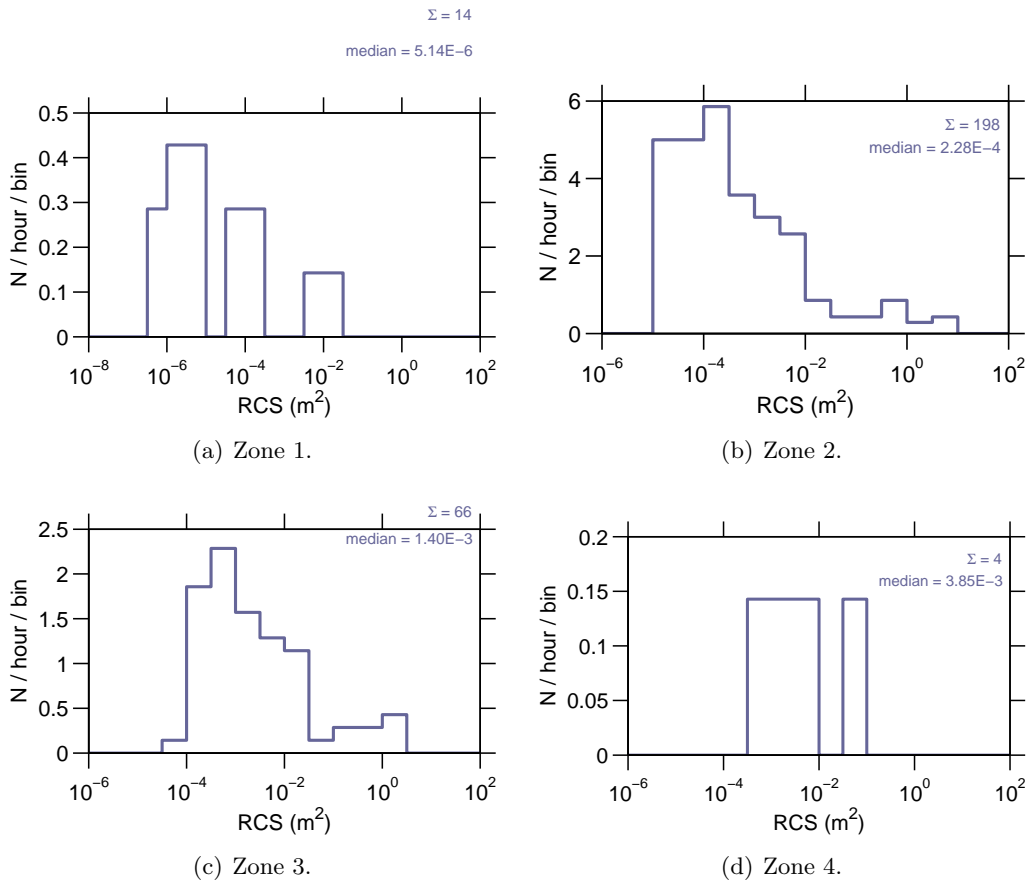 Σ = 14
median = 5.14E−6
0.5
0.4
0.3
0.2
0.1
0
N / hour / bin
10^−8 10^−6 10^−4 10^−2 10^0 10^2
RCS (m^2)
(a) Zone 1.
Σ = 198
median = 2.28E−4
6
4
2
0
N / hour / bin
10^−6 10^−4 10^−2 10^0 10^2
RCS (m^2)
(b) Zone 2.
Σ = 66
median = 1.40E−3
2.5
2
1.5
1
0.5
0
N / hour / bin
10^−6 10^−4 10^−2 10^0 10^2
RCS (m^2)
(c) Zone 3.
Σ = 4
median = 3.85E−3
0.2
0.15
0.1
0.05
0
N / hour / bin
10^−6 10^−4 10^−2 10^0 10^2
RCS (m^2)
(d) Zone 4.